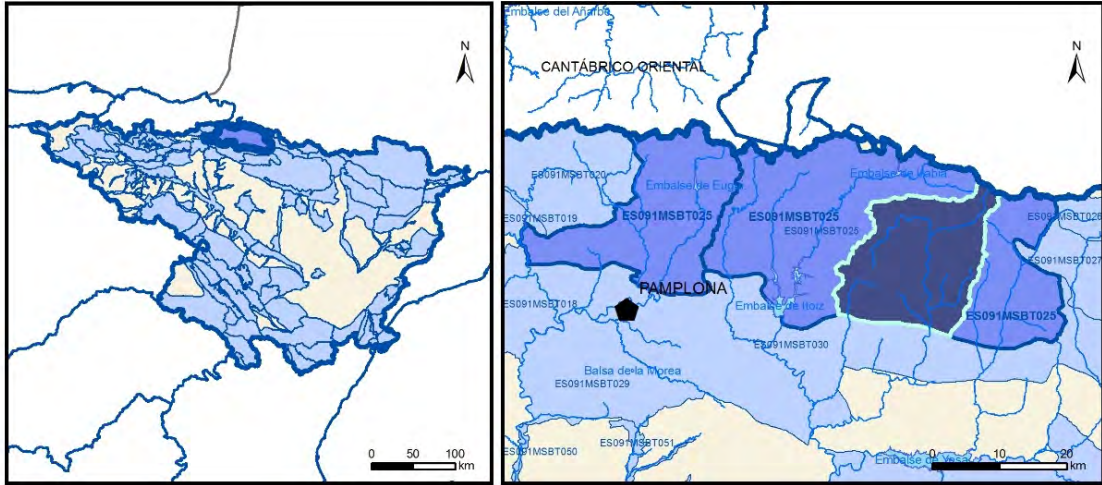 N
0 50 100
km
Embalse del Añarbe
CANTÁBRICO ORIENTAL
N
ES091MSBT020
Embalse de Eugui
Embalse de Irabia
ES091MSBT019
ES091MSBT025
ES091MSBT025
ES091MSBT025
ES091MSBT026
ES091MSBT027
PAMPLONA
ES091MSBT018
Embalse de Itoiz
ES091MSBT025
ES091MSBT030
Balsa de la Morea
ES091MSBT029
ES091MSBT051
ES091MSBT050
Embalse de Yesa
0 10 20
km